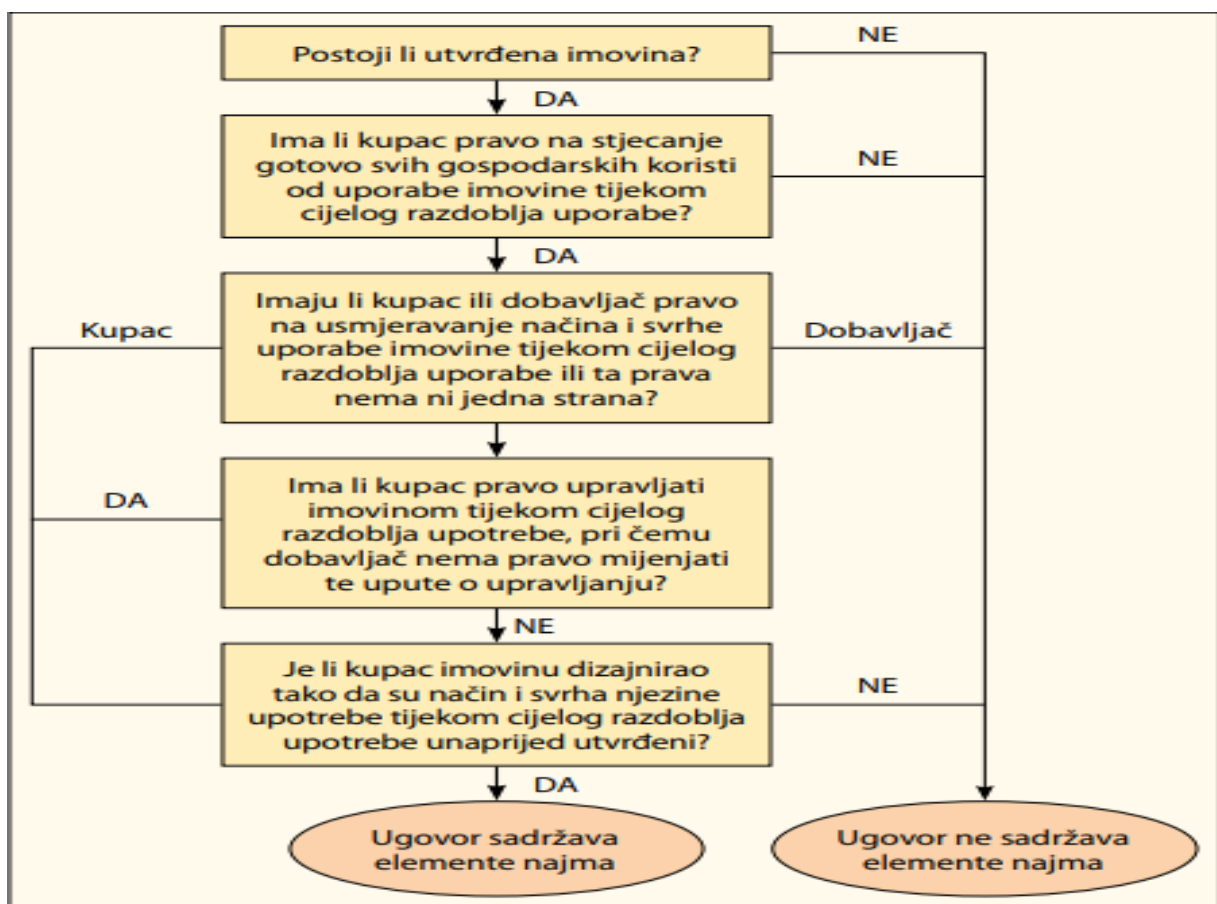 Postoji li utvrđena imovina?
NE
DA
Ima li kupac pravo na stjecanje
gotovo svih gospodarskih koristi
od uporabe imovine tijekom
cijelog razdoblja uporabe?
NE
DA
Imaju li kupac ili dobavljač pravo
na usmjeravanje načina i svrhe
uporabe imovine tijekom cijelog
razdoblja uporabe ili ta prava
nema ni jedna strana?
Kupac
Dobavljač
Ima li kupac pravo upravljati
imovinom tijekom cijelog
razdoblja upotrebe, pri čemu
dobavljač nema pravo mijenjati
te upute o upravljanju?
DA
NE
Je li kupac imovinu dizajnirao
tako da su način i svrha njezine
upotrebe tijekom cijelog razdoblja
upotrebe unaprijed utvrđeni?
NE
DA
Ugovor sadržava
elemente najma
Ugovor ne sadržava
elemente najma